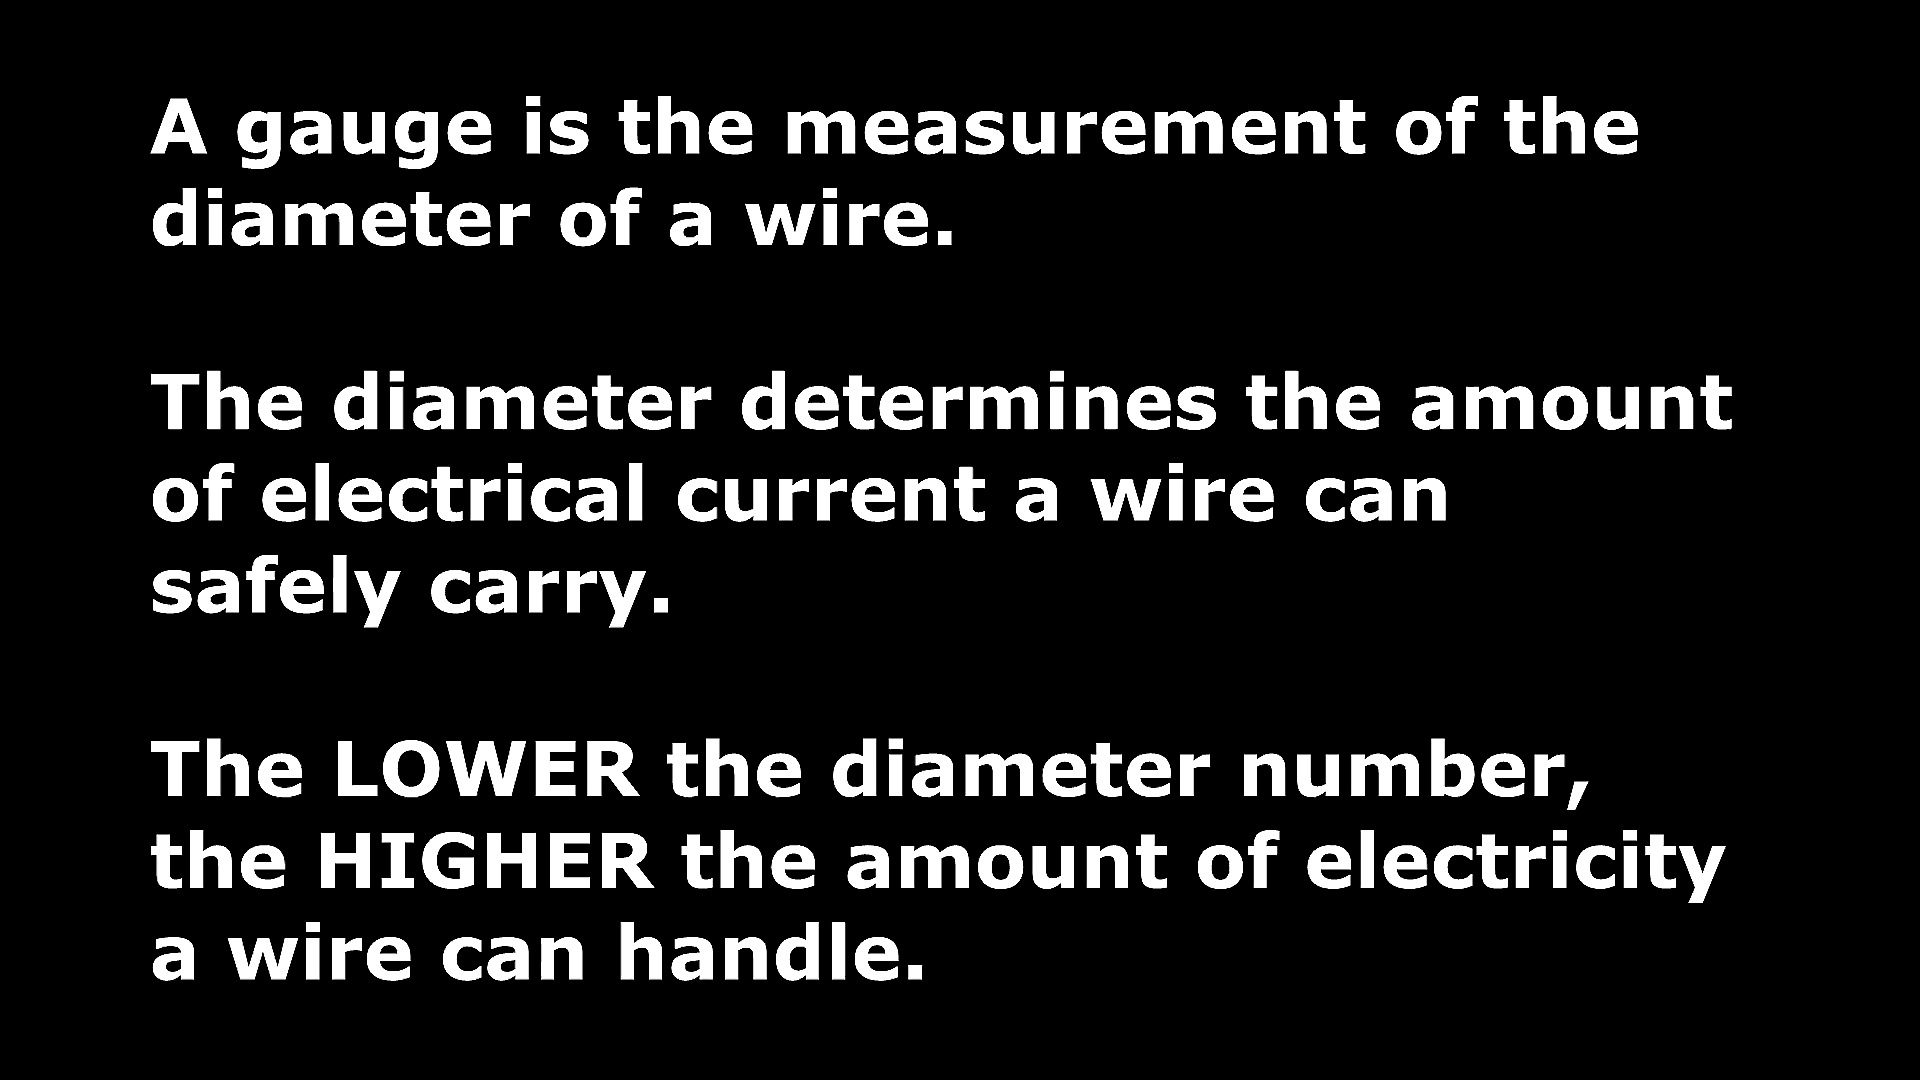 A gauge is the measurement of the
diameter of a wire.
The diameter determines the amount
of electrical current a wire can
safely carry.
The LOWER the diameter number,
the HIGHER the amount of electricity
a wire can handle.